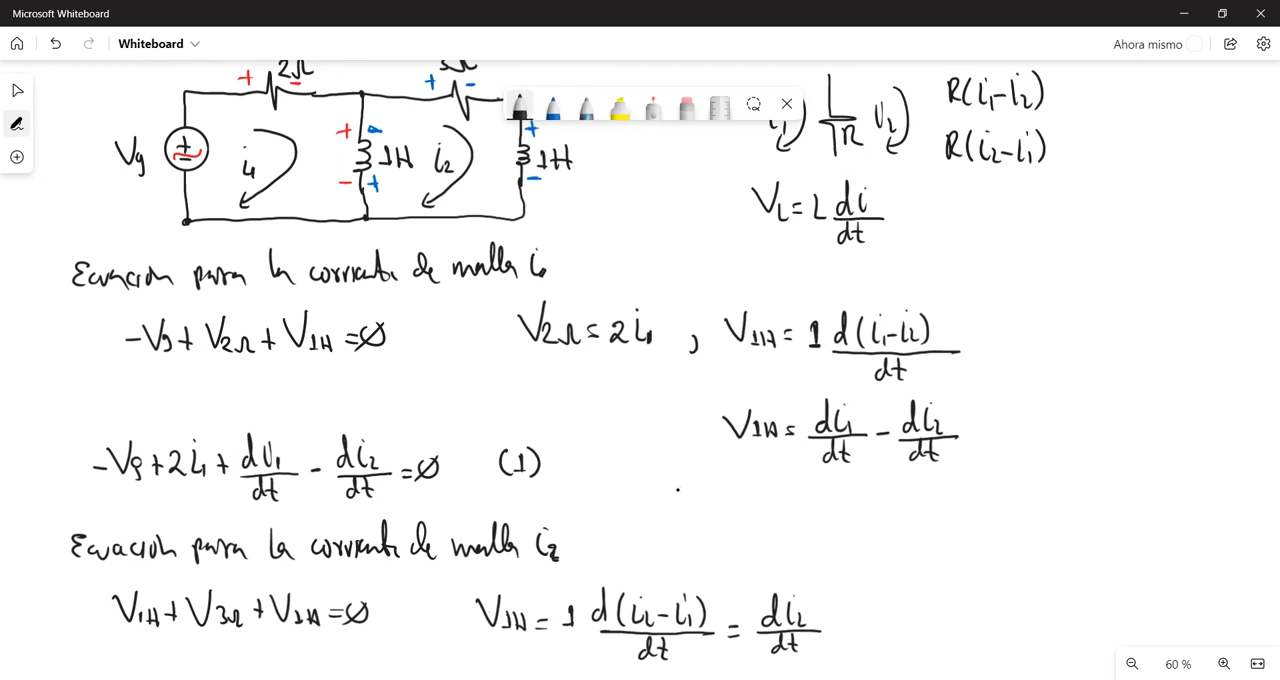 Microsoft Whiteboard
Whiteboard
Ahora mismo
2Ω
+ - + -
Vg + - i1 + - 1H - + i2 + - 1H
i1) R V2)
R(i1-i2)
R(i2-i1)
VL = L di/dt
Ecuación para la corriente de malla i1
-Vg + V2Ω + V1H = ∅
V2Ω = 2i1 , V1H = 1 d(i1-i2)/dt
V1H = di1/dt - di2/dt
-Vg + 2i1 + di1/dt - di2/dt = ∅ (1)
Ecuación para la corriente de malla i2
V1H + V3Ω + V1H = ∅
V1H = 1 d(i2-i1)/dt = di2/dt
60 %